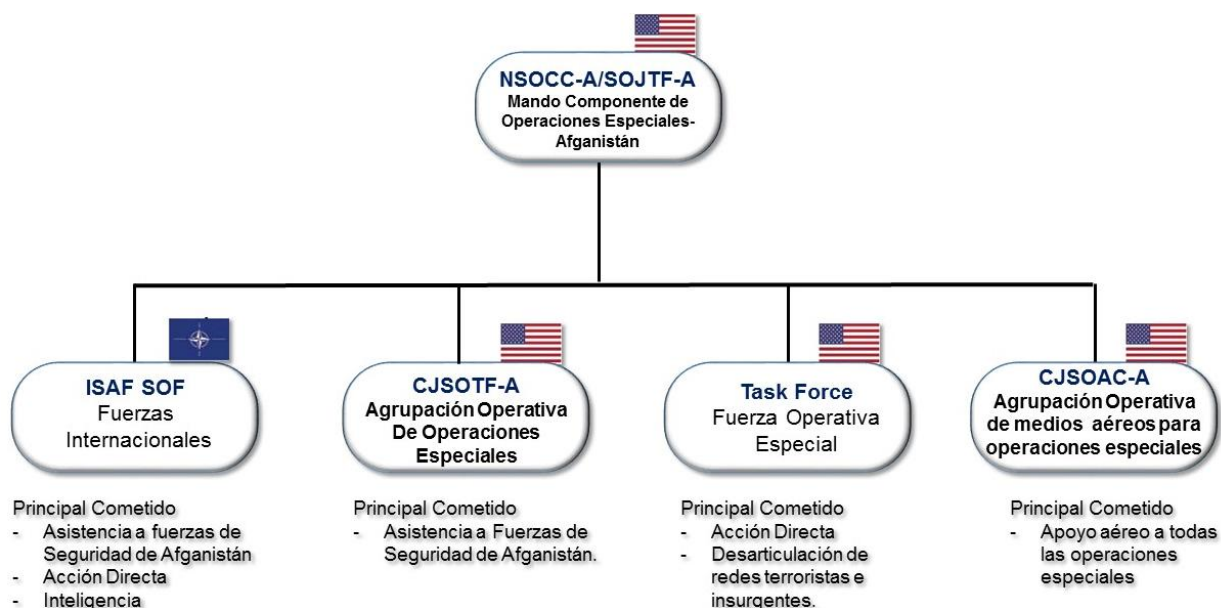 NSOCC-A/SOJTF-A
Mando Componente de
Operaciones Especiales-
Afganistán
ISAF SOF
Fuerzas
Internacionales
CJSOTF-A
Agrupación Operativa
De Operaciones
Especiales
Task Force
Fuerza Operativa
Especial
CJSOAC-A
Agrupación Operativa
de medios aéreos para
operaciones especiales
Principal Cometido
- Asistencia a fuerzas de
Seguridad de Afganistán
- Acción Directa
- Inteligencia
Principal Cometido
- Asistencia a Fuerzas de
Seguridad de Afganistán.
Principal Cometido
- Acción Directa
- Desarticulación de
redes terroristas e
insurgentes.
Principal Cometido
- Apoyo aéreo a todas
las operaciones
especiales